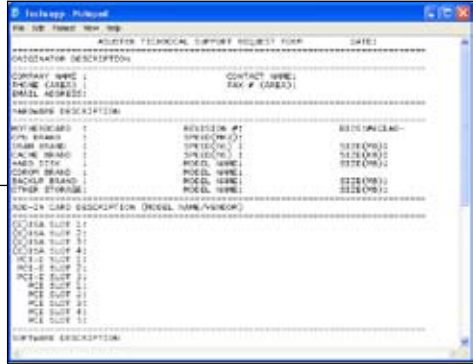 Techsupp - Notepad
File Edit Format View Help
ASUSTEK TECHNICAL SUPPORT REQUEST FORM DATE:
ORIGINATOR DESCRIPTION
COMPANY NAME : CONTACT NAME:
PHONE (AREA) : FAX # (AREA):
EMAIL ADDRESS:
HARDWARE DESCRIPTION
MOTHERBOARD : REVISION #:
CPU BRAND : SPEED(MHZ):
DRAM BRAND : SPEED(NS) : SIZE(MB):
CACHE BRAND : SPEED(NS) : SIZE(KB):
HARD DISK : MODEL NAME: SIZE(MB):
CDROM BRAND : MODEL NAME:
BACKUP BRAND : MODEL NAME: SIZE(MB):
OTHER STORAGE: MODEL NAME: SIZE(MB):
ADD-IN CARD DESCRIPTION (MODEL NAME/VENDOR)
(E)ISA SLOT 1:
(E)ISA SLOT 2:
(E)ISA SLOT 3:
(E)ISA SLOT 4:
PCI-E SLOT 1:
PCI-E SLOT 2:
PCI-E SLOT 3:
PCI SLOT 1:
PCI SLOT 2:
PCI SLOT 3:
PCI SLOT 4:
PCI SLOT 5:
SOFTWARE DESCRIPTION